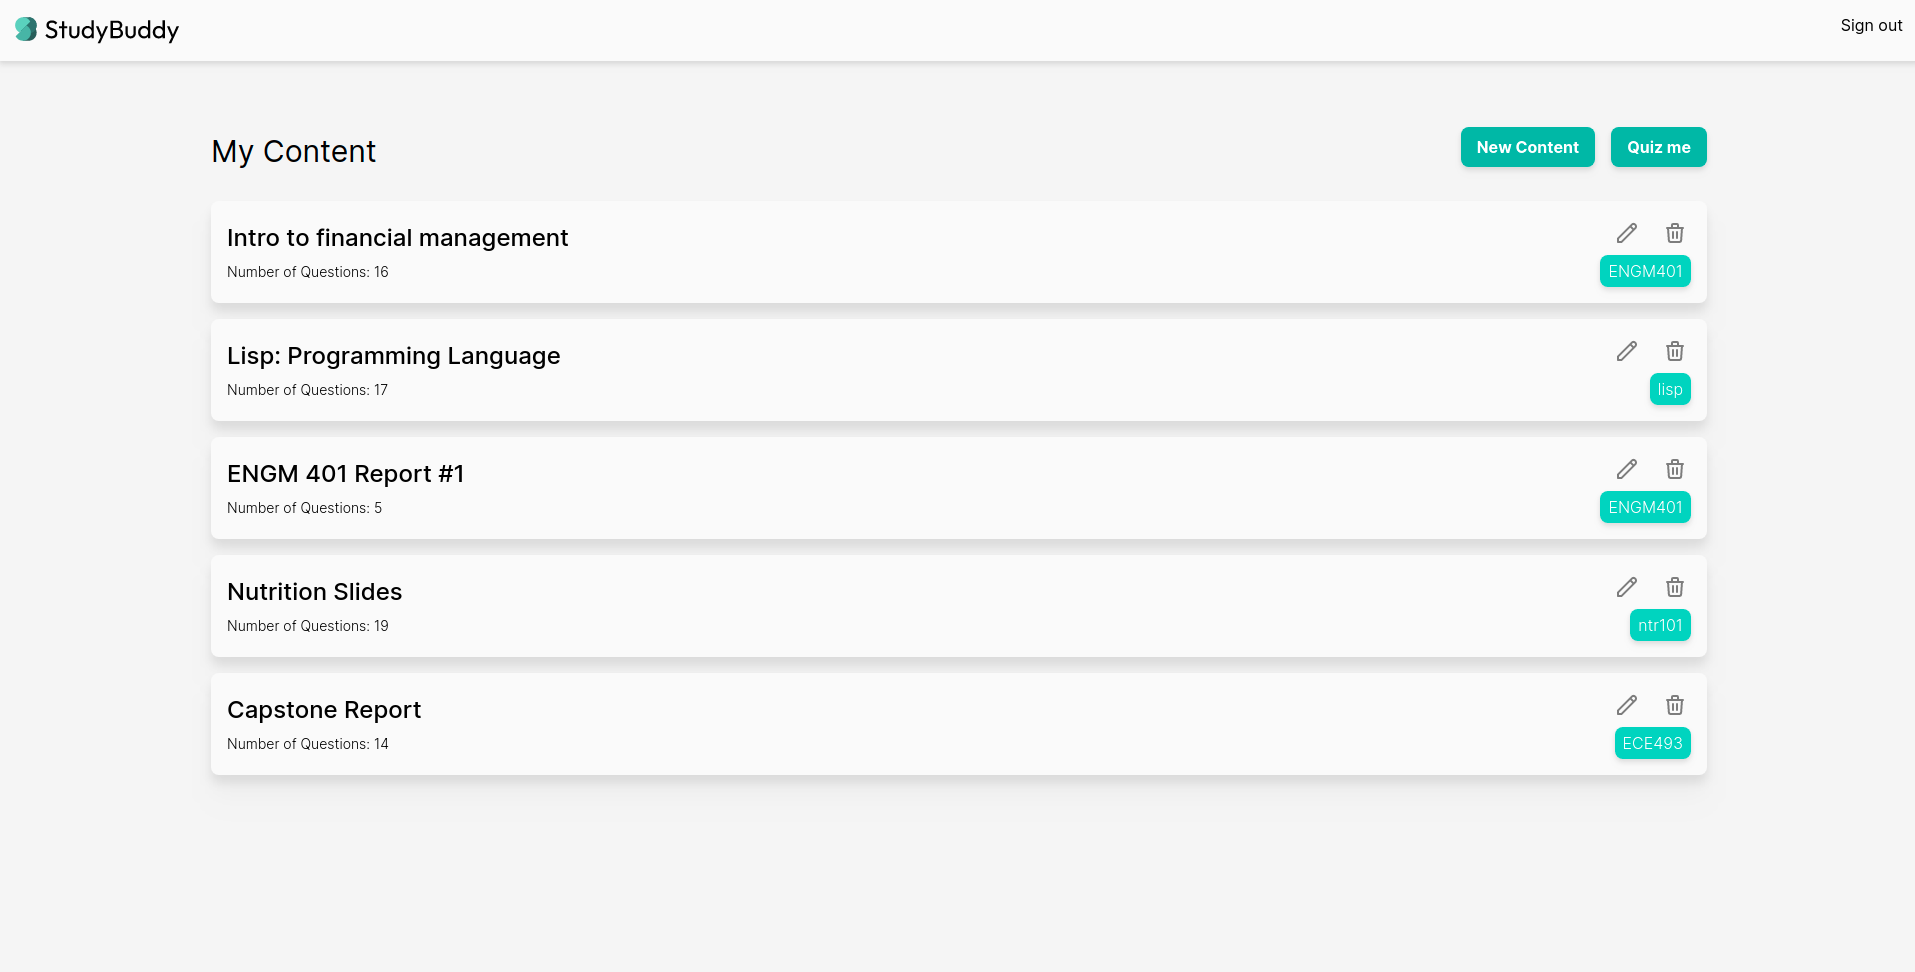 StudyBuddy
Sign out
My Content
New Content
Quiz me
Intro to financial management
Number of Questions: 16
ENGM401
Lisp: Programming Language
Number of Questions: 17
lisp
ENGM 401 Report #1
Number of Questions: 5
ENGM401
Nutrition Slides
Number of Questions: 19
ntr101
Capstone Report
Number of Questions: 14
ECE493